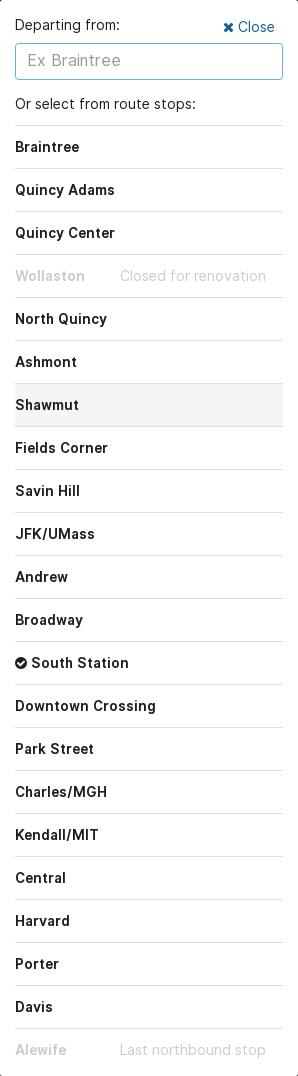 Departing from:
Close
Ex Braintree
Or select from route stops:
Braintree
Quincy Adams
Quincy Center
Wollaston Closed for renovation
North Quincy
Ashmont
Shawmut
Fields Corner
Savin Hill
JFK/UMass
Andrew
Broadway
South Station
Downtown Crossing
Park Street
Charles/MGH
Kendall/MIT
Central
Harvard
Porter
Davis
Alewife Last northbound stop